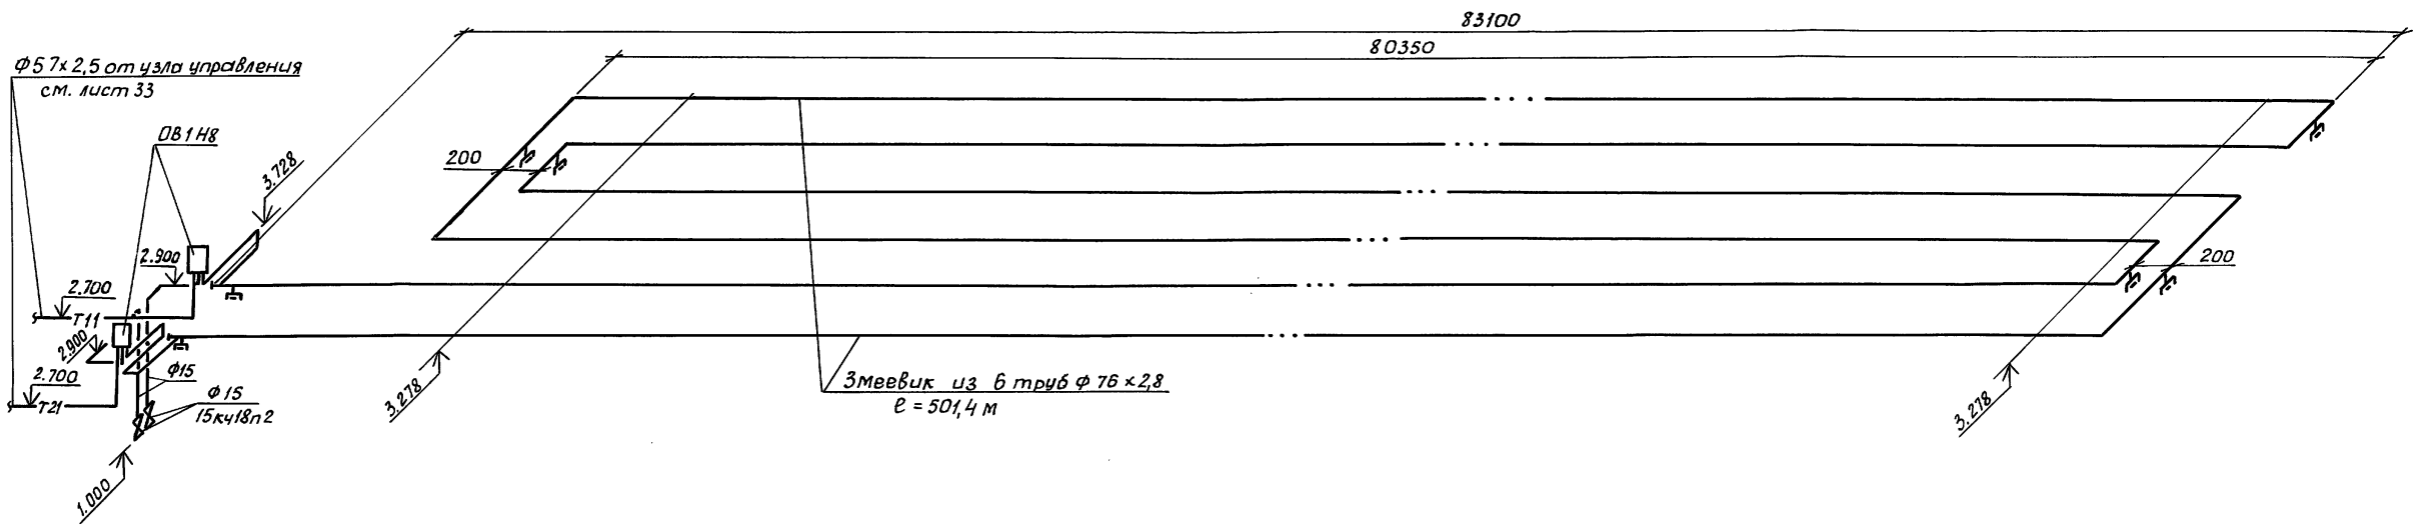 83100
80350
Ф57х2,5 от узла управления
см. лист 33
ОВ1Н8
200
3.728
2.900
2.700
Т11
2.900
2.700
Т21
Ф15
Ф15
15кч18п2
1.000
3.278
Змеевик из 6 труб Ф 76×2,8
ℓ = 501,4 м
200
3.278